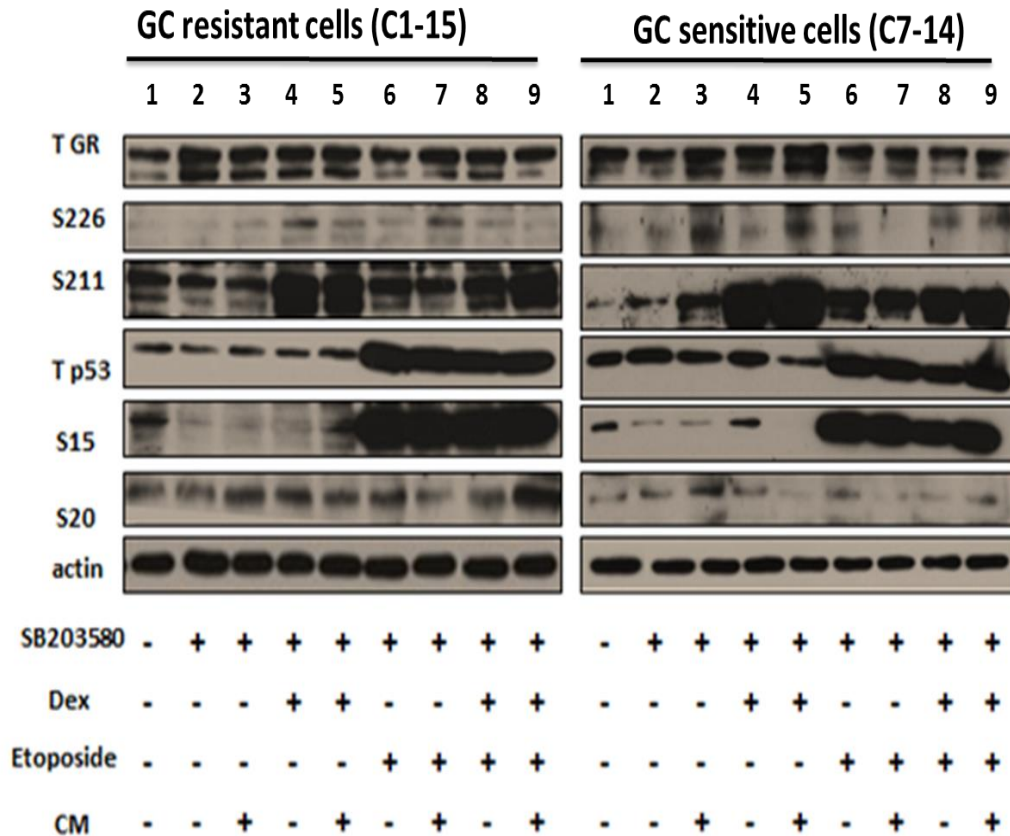 GC resistant cells (C1-15) GC sensitive cells (C7-14)
1 2 3 4 5 6 7 8 9 1 2 3 4 5 6 7 8 9
T GR
S226
S211
T p53
S15
S20
actin
SB203580 - + + + + + + + + - + + + + + + + +
Dex - - - + + - - + + - - - + + - - + +
Etoposide - - - - - + + + + - - - - - + + + +
CM - - + - + - + - + - - + - + - + - +